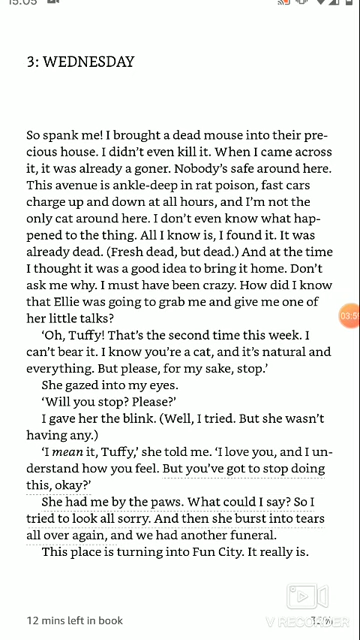 15:05
3: WEDNESDAY
So spank me! I brought a dead mouse into their pre-
cious house. I didn't even kill it. When I came across
it, it was already a goner. Nobody's safe around here.
This avenue is ankle-deep in rat poison, fast cars
charge up and down at all hours, and I'm not the
only cat around here. I don't even know what hap-
pened to the thing. All I know is, I found it. It was
already dead. (Fresh dead, but dead.) And at the time
I thought it was a good idea to bring it home. Don't
ask me why. I must have been crazy. How did I know
that Ellie was going to grab me and give me one of
her little talks?
'Oh, Tuffy! That's the second time this week. I
can't bear it. I know you're a cat, and it's natural and
everything. But please, for my sake, stop.'
She gazed into my eyes.
'Will you stop? Please?'
I gave her the blink. (Well, I tried. But she wasn't
having any.)
'I mean it, Tuffy,' she told me. 'I love you, and I un-
derstand how you feel. But you've got to stop doing
this, okay?'
She had me by the paws. What could I say? So I
tried to look all sorry. And then she burst into tears
all over again, and we had another funeral.
This place is turning into Fun City. It really is.
12 mins left in book
V RECORDER